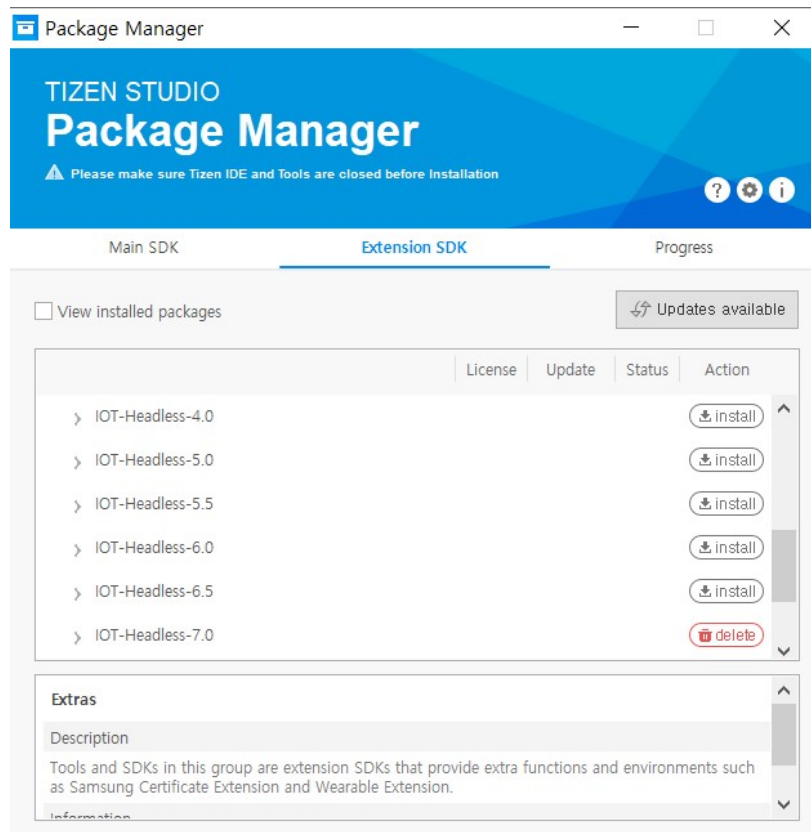 Package Manager
TIZEN STUDIO
Package Manager
Please make sure Tizen IDE and Tools are closed before Installation
Main SDK
Extension SDK
Progress
View installed packages
Updates available
License Update Status Action
IOT-Headless-4.0 install
IOT-Headless-5.0 install
IOT-Headless-5.5 install
IOT-Headless-6.0 install
IOT-Headless-6.5 install
IOT-Headless-7.0 delete
Extras
Description
Tools and SDKs in this group are extension SDKs that provide extra functions and environments such
as Samsung Certificate Extension and Wearable Extension.
Information